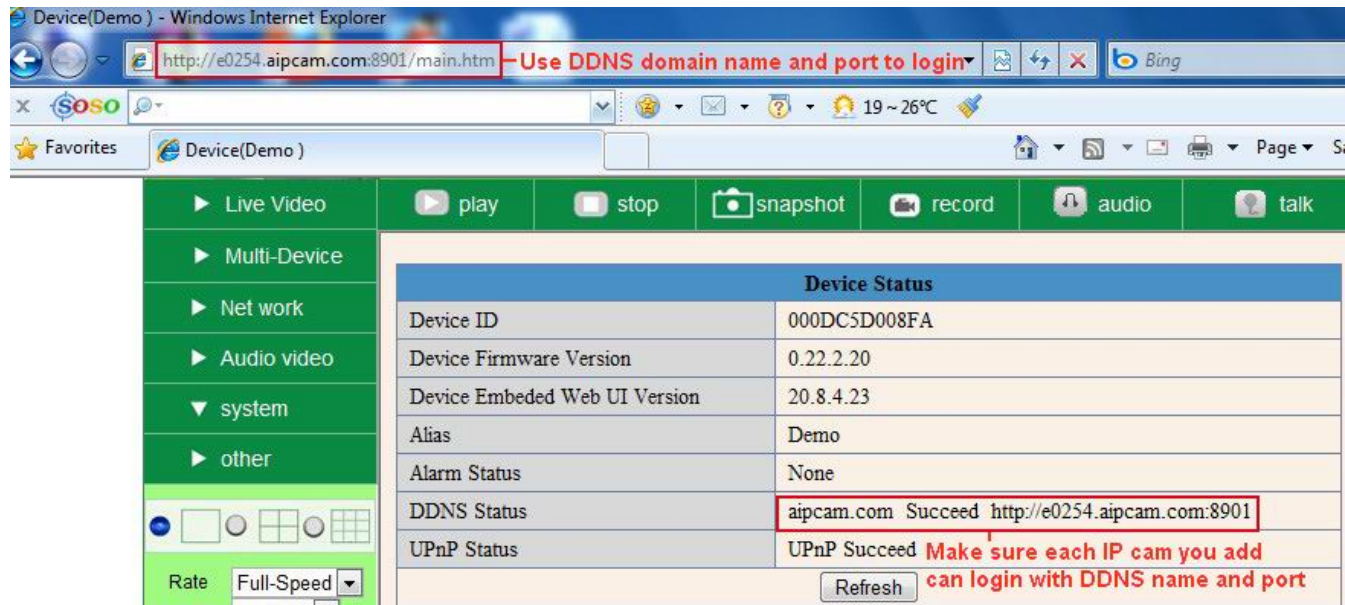 Device(Demo ) - Windows Internet Explorer
http://e0254.aipcam.com:8901/main.htm
Use DDNS domain name and port to login
Bing
x SOSO
19 ~ 26℃
Favorites
Device(Demo )
Page
Live Video
play
stop
snapshot
record
audio
talk
Multi-Device
Net work
Audio video
system
other
Rate Full-Speed
Device Status
Device ID 000DC5D008FA
Device Firmware Version 0.22.2.20
Device Embeded Web UI Version 20.8.4.23
Alias Demo
Alarm Status None
DDNS Status aipcam.com Succeed http://e0254.aipcam.com:8901
UPnP Status UPnP Succeed
Make sure each IP cam you add
can login with DDNS name and port
Refresh